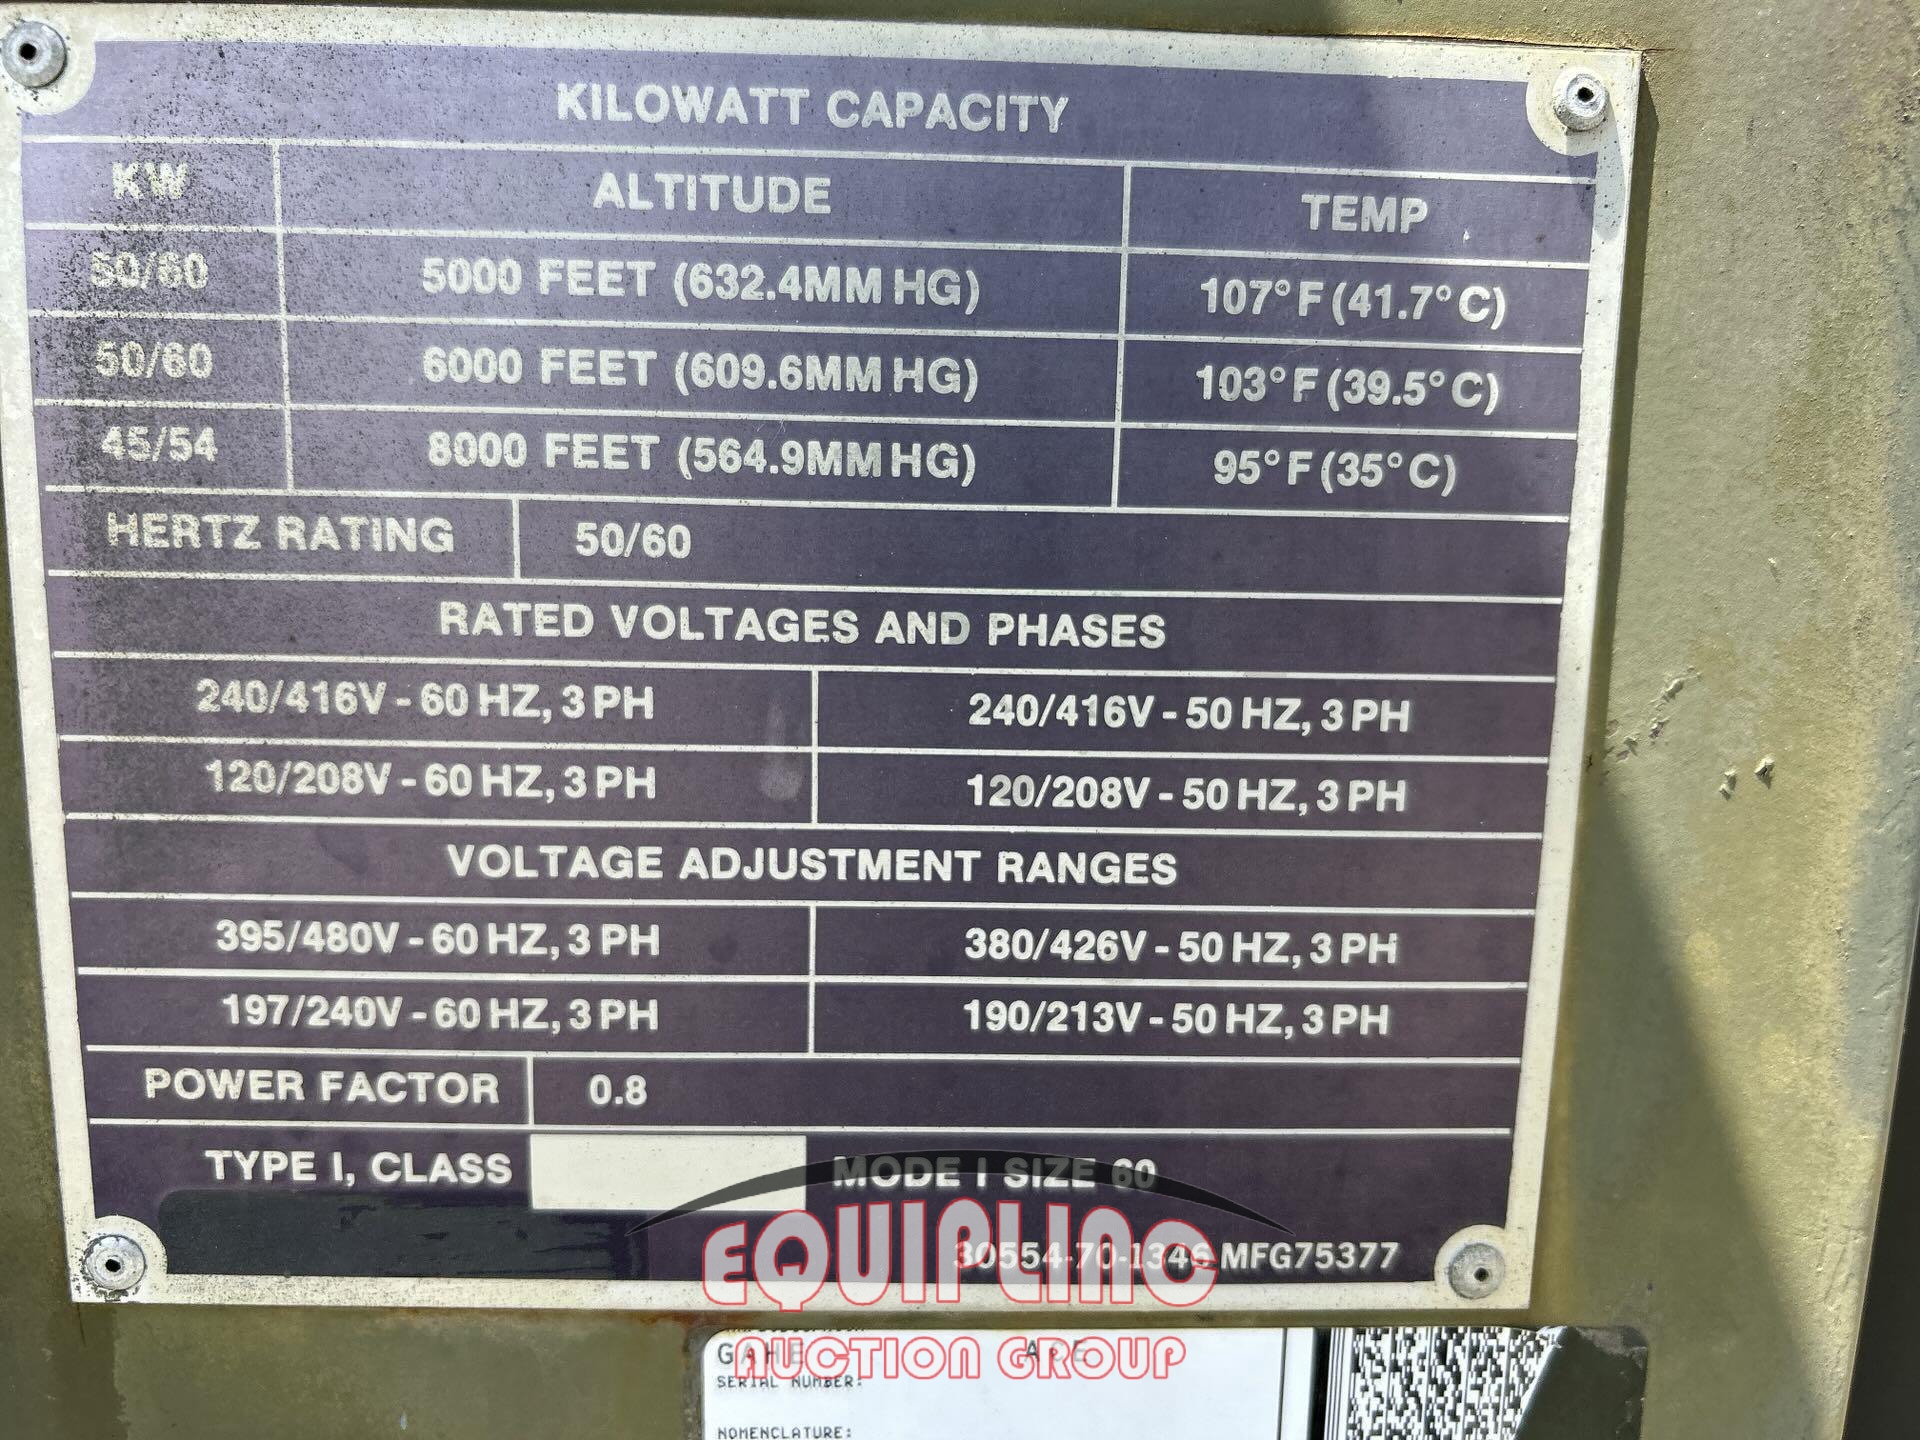 KILOWATT CAPACITY
KW ALTITUDE TEMP
50/60 5000 FEET (632.4MM HG) 107°F (41.7°C)
50/60 6000 FEET (609.6MM HG) 103°F (39.5°C)
45/54 8000 FEET (564.9MM HG) 95°F (35°C)
HERTZ RATING 50/60
RATED VOLTAGES AND PHASES
240/416V - 60 HZ, 3 PH 240/416V - 50 HZ, 3 PH
120/208V - 60 HZ, 3 PH 120/208V - 50 HZ, 3 PH
VOLTAGE ADJUSTMENT RANGES
395/480V - 60 HZ, 3 PH 380/426V - 50 HZ, 3 PH
197/240V - 60 HZ, 3 PH 190/213V - 50 HZ, 3 PH
POWER FACTOR 0.8
TYPE I, CLASS MODE I SIZE 60
30554-70-1346 MFG75377
EQUIPLINC
AUCTION GROUP
SERIAL NUMBER:
NOMENCLATURE: